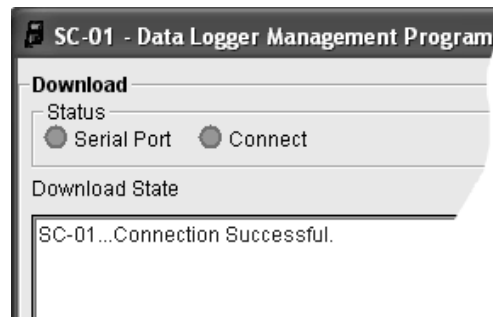 SC-01 - Data Logger Management Program
Download
Status
Serial Port Connect
Download State
SC-01...Connection Successful.